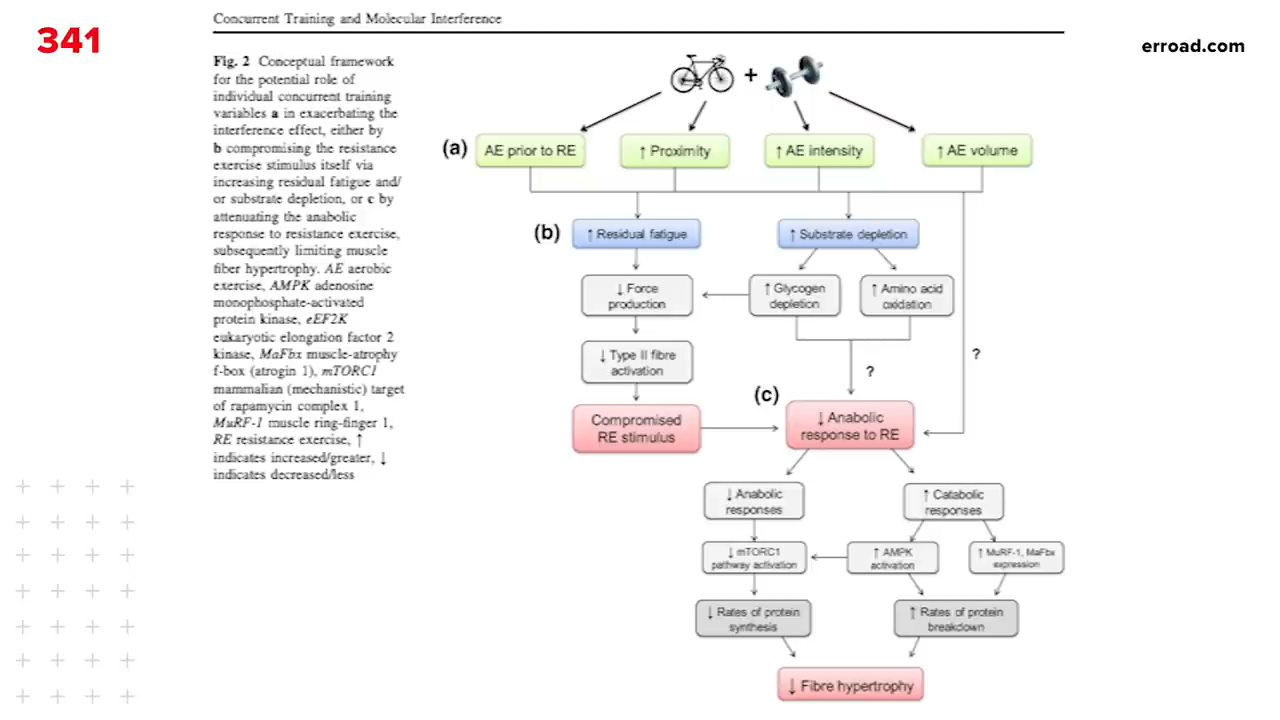 341
erroad.com
Concurrent Training and Molecular Interference
Fig. 2 Conceptual framework
for the potential role of
individual concurrent training
variables a in exacerbating the
interference effect, either by
b compromising the resistance
exercise stimulus itself via
increasing residual fatigue and/
or substrate depletion, or c by
attenuating the anabolic
response to resistance exercise,
subsequently limiting muscle
fiber hypertrophy. AE aerobic
exercise, AMPK adenosine
monophosphate-activated
protein kinase, eEF2K
eukaryotic elongation factor 2
kinase, MaFbx muscle-atrophy
f-box (atrogin 1), mTORC1
mammalian (mechanistic) target
of rapamycin complex 1,
MuRF-1 muscle ring-finger 1,
RE resistance exercise, ↑
indicates increased/greater, ↓
indicates decreased/less
+
(a)
AE prior to RE
↑ Proximity
↑ AE intensity
↑ AE volume
(b)
↑ Residual fatigue
↑ Substrate depletion
↓ Force
production
↑ Glycogen
depletion
↑ Amino acid
oxidation
↓ Type II fibre
activation
?
?
(c)
Compromised
RE stimulus
↓ Anabolic
response to RE
↓ Anabolic
responses
↑ Catabolic
responses
↓ mTORC1
pathway activation
↑ AMPK
activation
↑ MuRF-1, MaFbx
expression
↓ Rates of protein
synthesis
↑ Rates of protein
breakdown
↓ Fibre hypertrophy